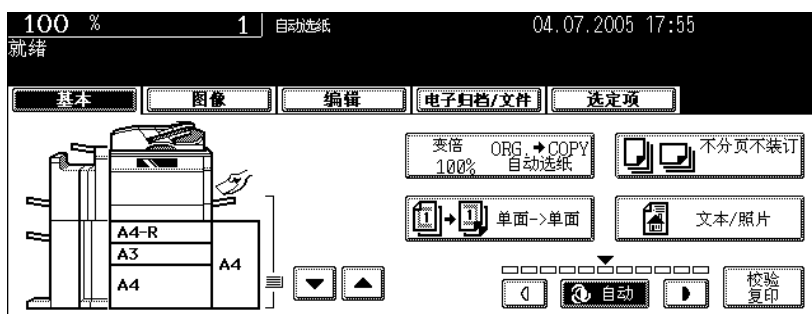 100 % 1 自动选纸 04.07.2005 17:55
就绪
基本 图像 编辑 电子归档/文件 选定项
变倍 ORG.→COPY 不分页不装订
100% 自动选纸
A4-R
1→1 单面->单面 文本/照片
A3
A4
A4
自动 校验
复印